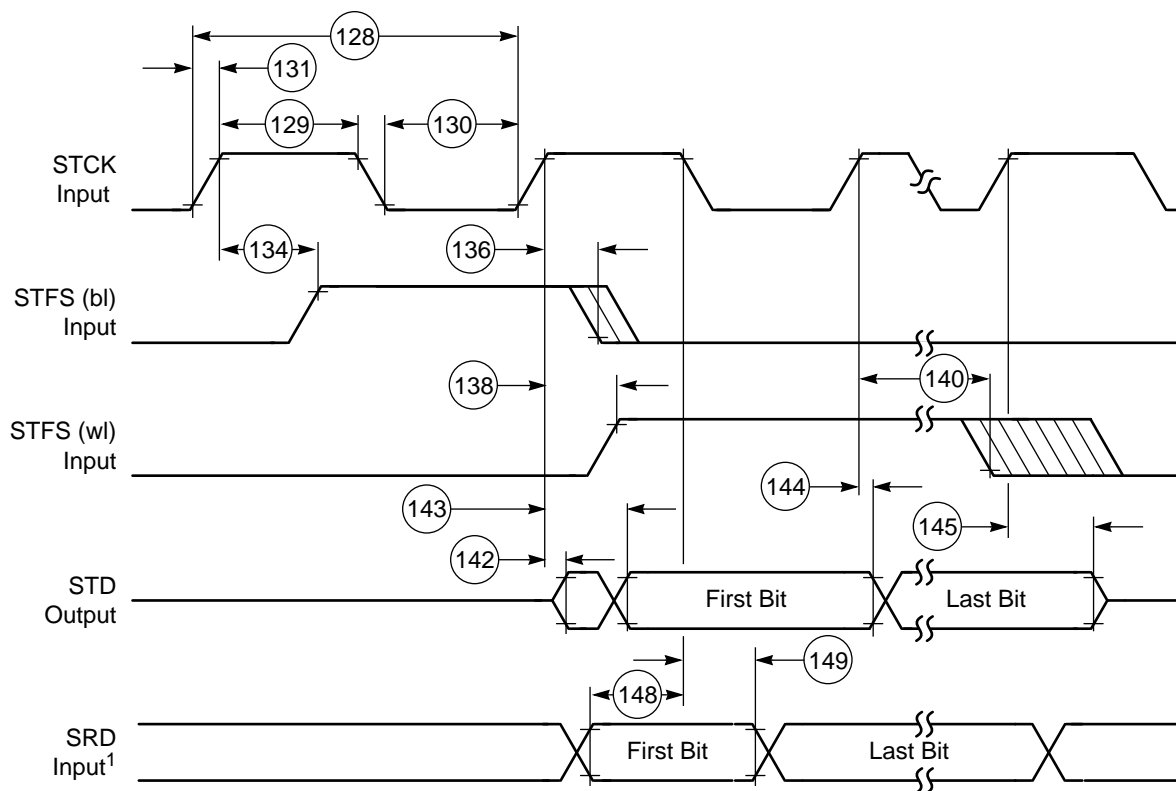 128
131
129
130
STCK
Input
134
136
STFS (bl)
Input
138
140
STFS (wl)
Input
143
144
145
142
STD
Output
First Bit
Last Bit
149
148
SRD
Input1
First Bit
Last Bit